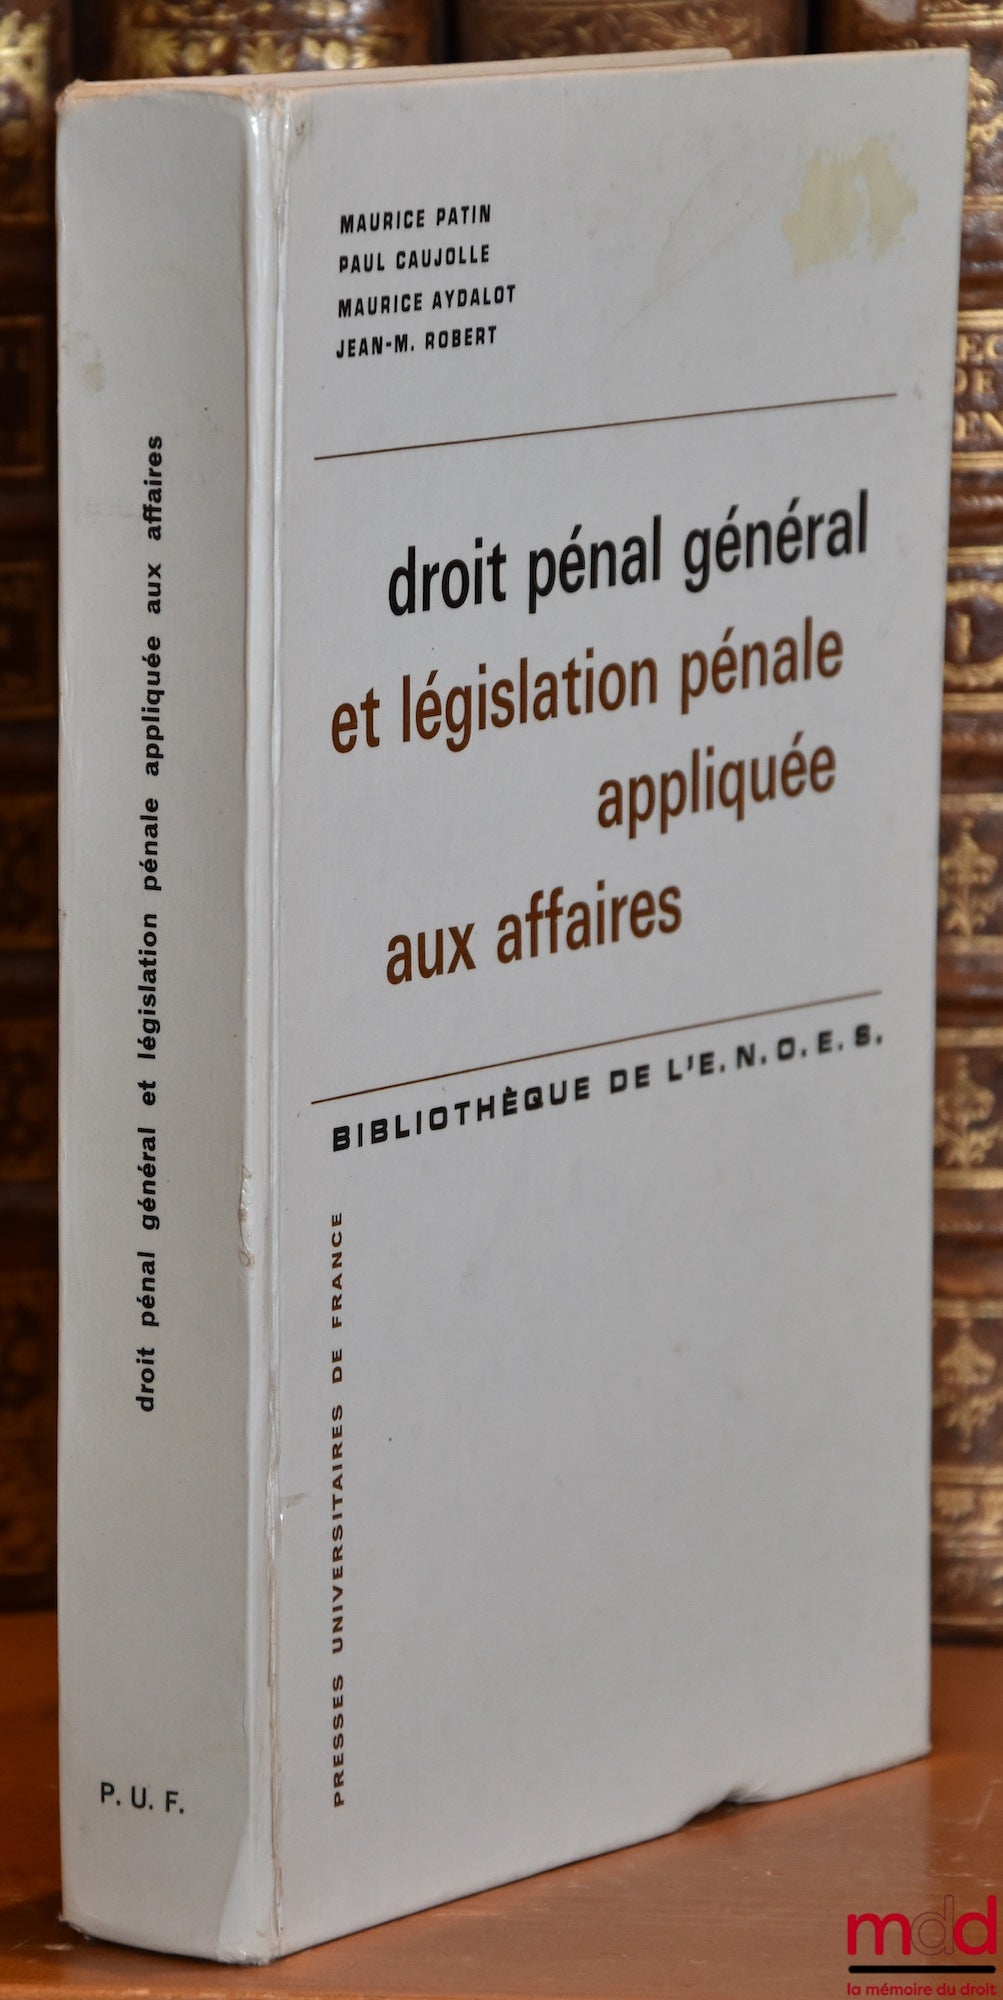 MAURICE PATIN
PAUL CAUJOLLE
MAURICE AYDALOT
JEAN-M. ROBERT
droit pénal général
et législation pénale
appliquée
aux affaires
BIBLIOTHÈQUE DE L'E.N.O.E.S.
PRESSES UNIVERSITAIRES DE FRANCE
droit pénal général et législation pénale appliquée aux affaires
P. U. F.
mdd
la mémoire du droit